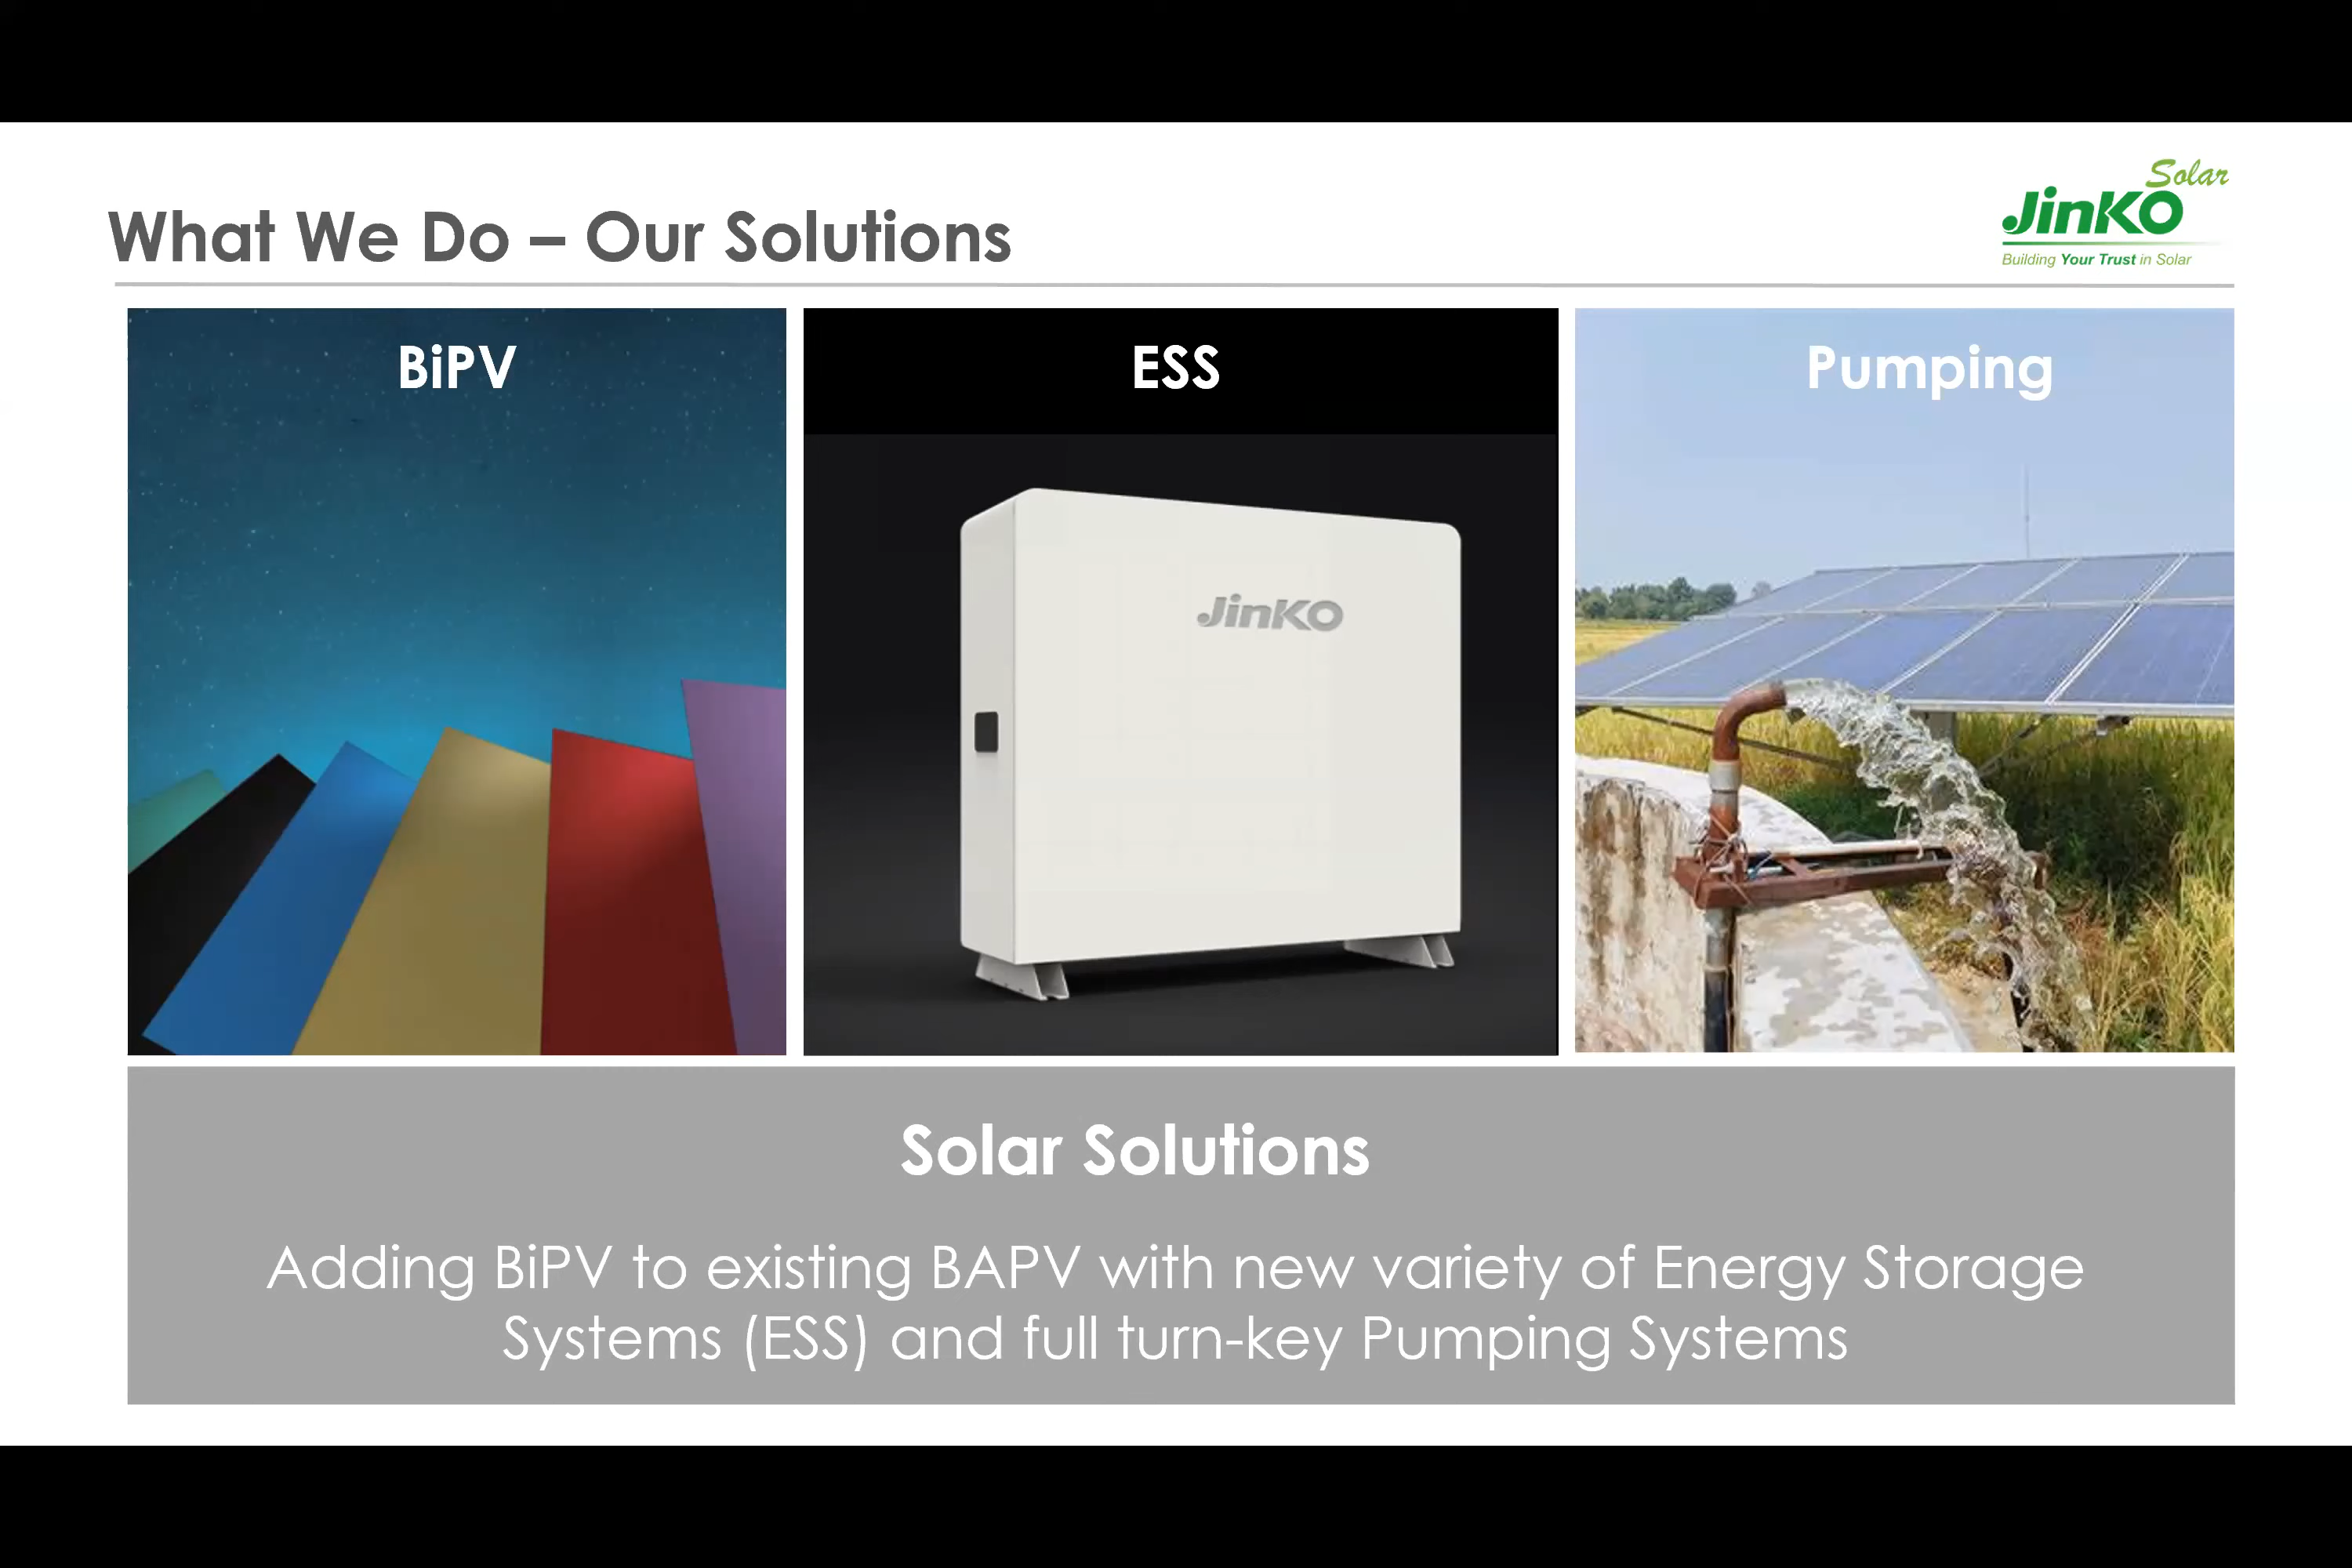 What We Do – Our Solutions
Solar
JinKO
Building Your Trust in Solar
BiPV
ESS
Pumping
JinKO
Solar Solutions
Adding BiPV to existing BAPV with new variety of Energy Storage
Systems (ESS) and full turn-key Pumping Systems